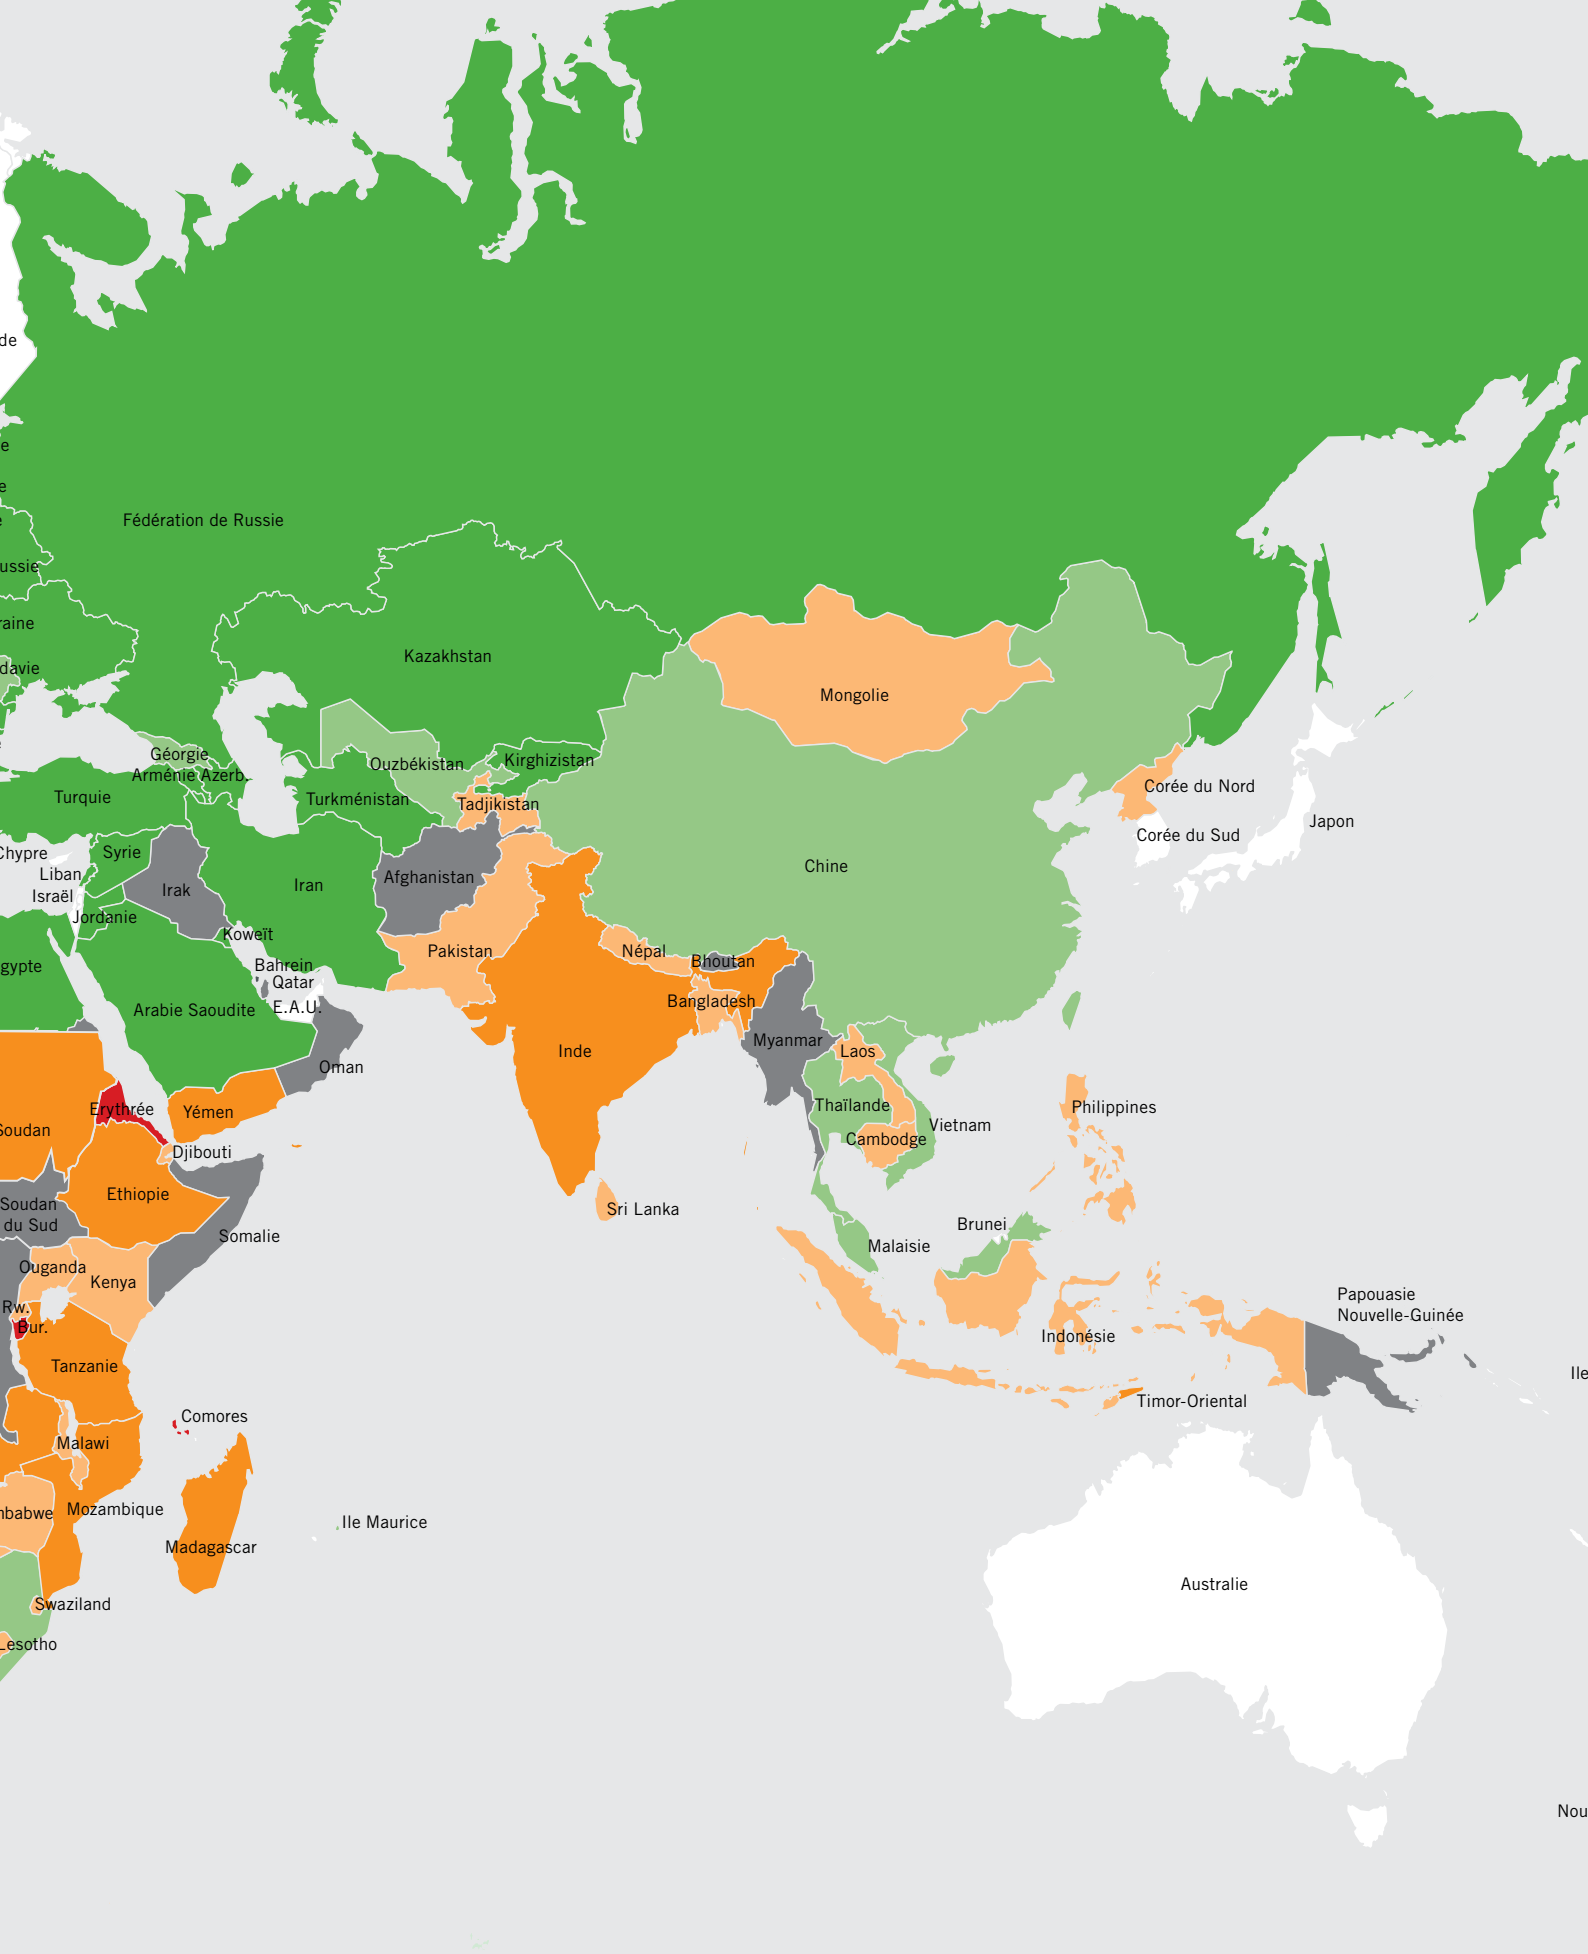 de
e
e
e
Fédération de Russie
ussie
raine
Kazakhstan
davie
Mongolie
Géorgie
Ouzbékistan
Kirghizistan
Arménie
Azerb.
Corée du Nord
Turquie
Turkménistan
Tadjikistan
Japon
Corée du Sud
Chypre
Syrie
Chine
Liban
Afghanistan
Iran
Irak
Israël
Jordanie
Koweït
Pakistan
Népal
Bhoutan
gypte
Bahrein
Qatar
Bangladesh
E.A.U.
Arabie Saoudite
Myanmar
Inde
Laos
Oman
Erythrée
Yémen
Thaïlande
Philippines
Soudan
Vietnam
Cambodge
Djibouti
Ethiopie
Soudan
du Sud
Sri Lanka
Brunei
Somalie
Malaisie
Ouganda
Kenya
Papouasie
Nouvelle-Guinée
Rw.
Bur.
Indonésie
Tanzanie
Ile
Timor-Oriental
Comores
Malawi
mbabwe
Mozambique
Ile Maurice
Madagascar
Australie
Swaziland
Lesotho
Nou